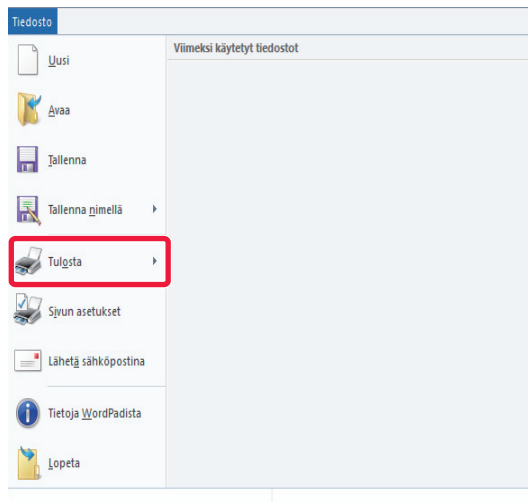 Tiedosto
Viimeksi käytetyt tiedostot
Uusi
Avaa
Tallenna
Tallenna nimellä
Tulosta
Sivun asetukset
Lähetä sähköpostina
Tietoja WordPadista
Lopeta